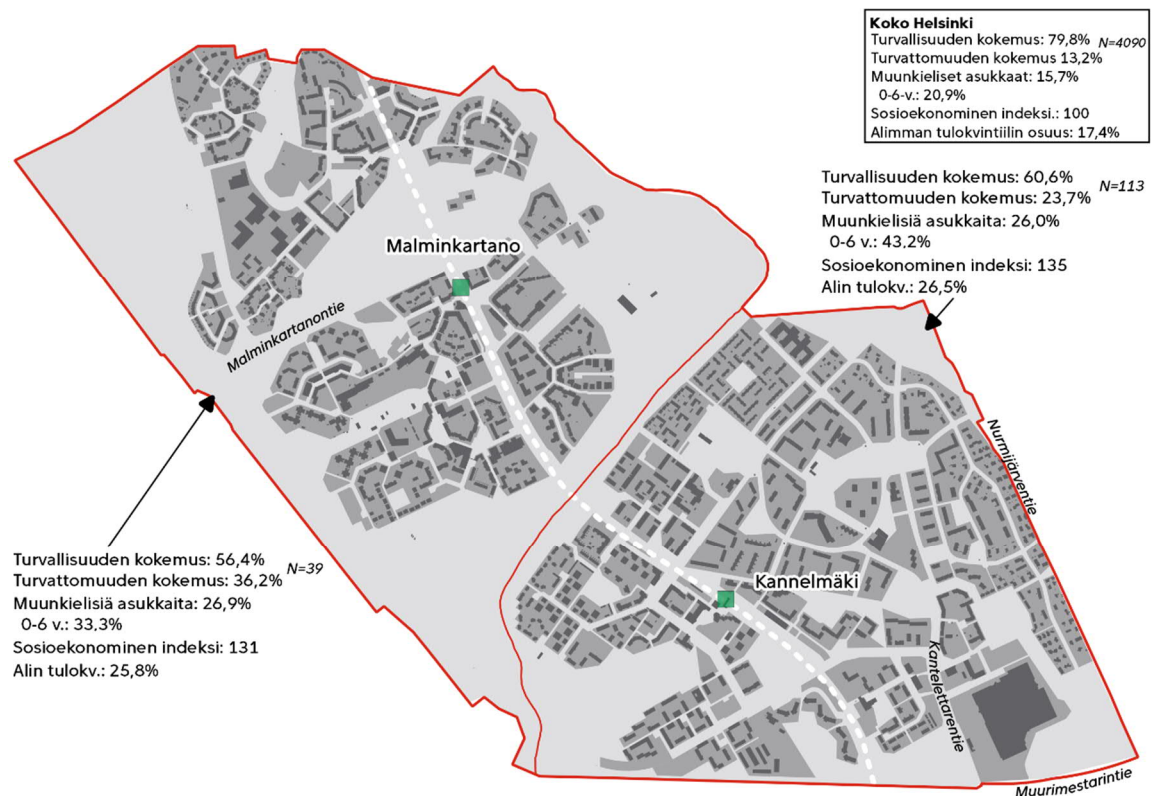 Koko Helsinki
Turvallisuuden kokemus: 79,8% N=4090
Turvattomuuden kokemus 13,2%
Muunkieliset asukkaat: 15,7%
0-6-v.: 20,9%
Sosioekonominen indeksi.: 100
Alimman tulokvintiilin osuus: 17,4%
Turvallisuuden kokemus: 60,6%
Turvattomuuden kokemus: 23,7% N=113
Muunkielisiä asukkaita: 26,0%
0-6 v.: 43,2%
Sosioekonominen indeksi: 135
Alin tulokv.: 26,5%
Malminkartano
Malminkartanontie
Nurmijärventie
Turvallisuuden kokemus: 56,4%
Turvattomuuden kokemus: 36,2% N=39
Muunkielisiä asukkaita: 26,9%
0-6 v.: 33,3%
Sosioekonominen indeksi: 131
Alin tulokv.: 25,8%
Kannelmäki
Kantelettarentie
Muurimestarintie